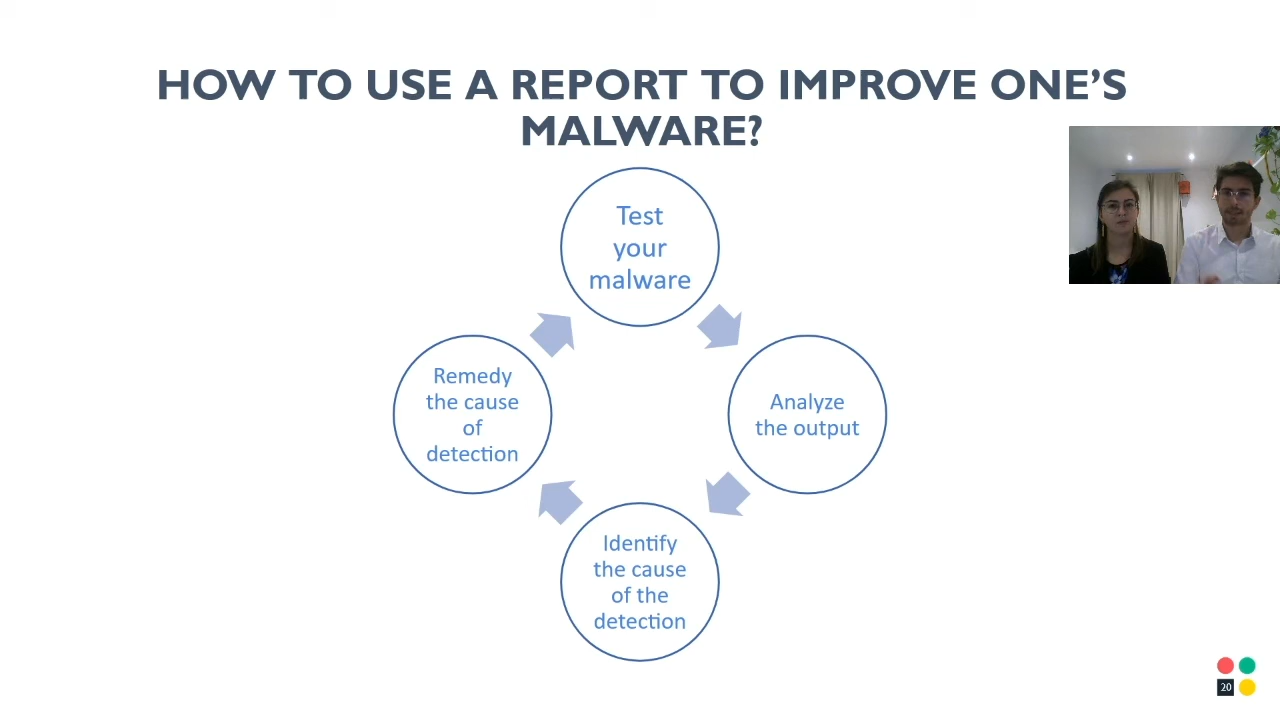 HOW TO USE A REPORT TO IMPROVE ONE'S
MALWARE?
Test
your
malware
Analyze
the output
Identify
the cause
of the
detection
Remedy
the cause
of
detection
20